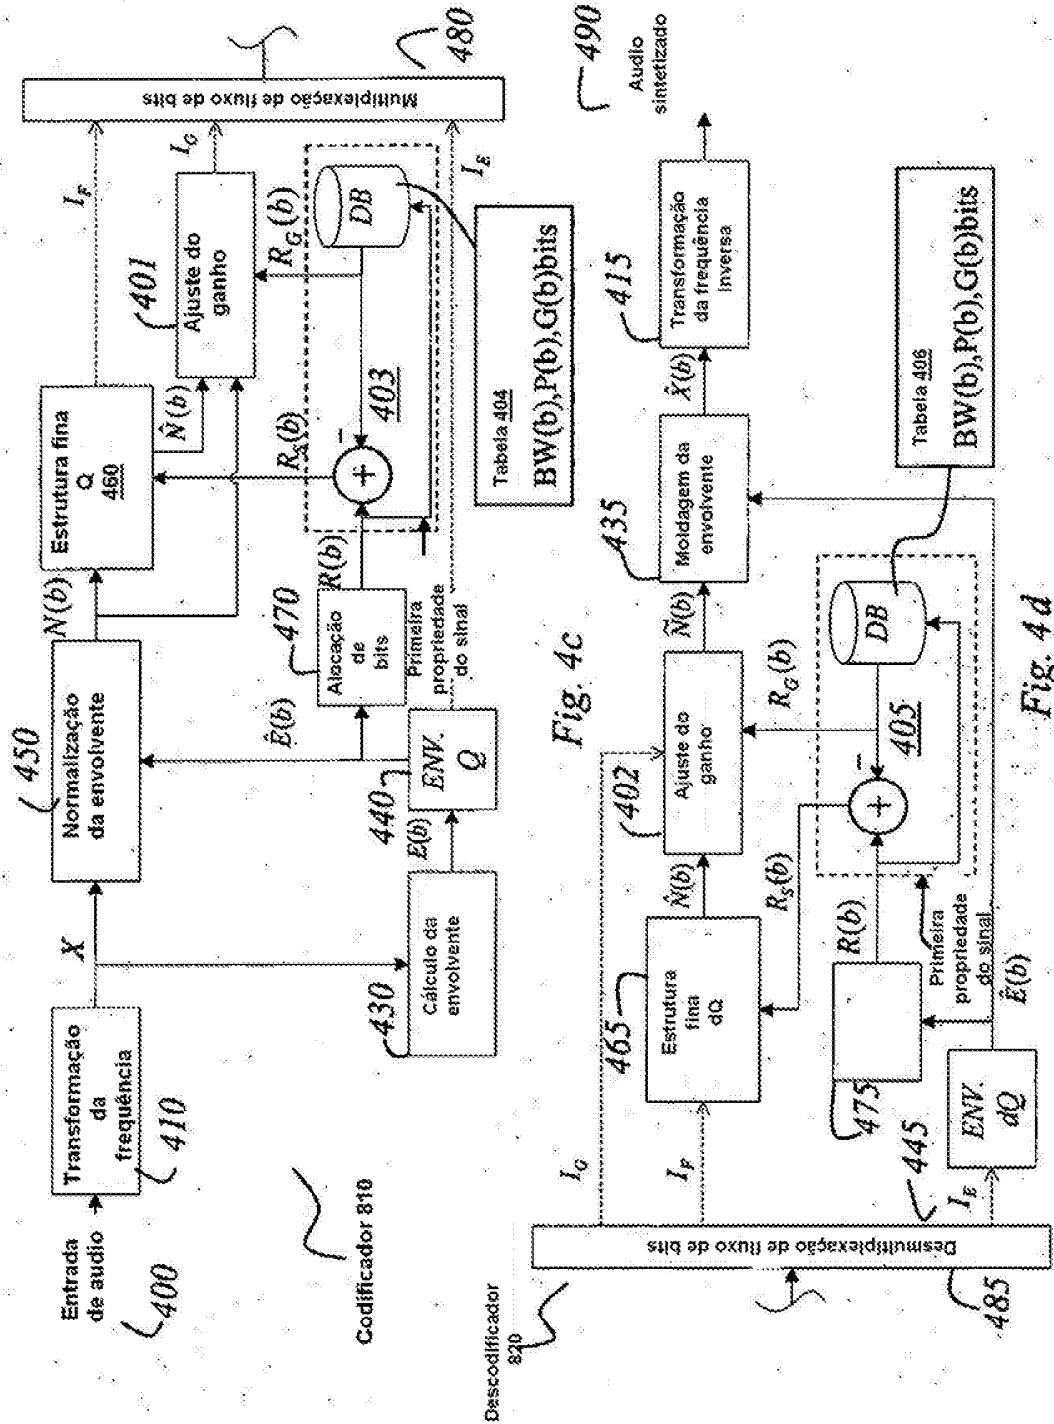 Entrada
de audio
400
Transformação
da
frequência
410
X
450
Normalização
da envolvente
N(b)
Estrutura fina
Q
460
I_F
N̂(b)
401
Ajuste do
ganho
I_G
Multiplexação de fluxo de bits
480
430
Cálculo da
envolvente
E(b)
440
ENV.
Q
Ê(b)
470
Alacação
de
bits
R(b)
Primeira
propriedade
do sinal
R_S(b)
+
−
403
R_G(b)
DB
I_E
Tabela 404
BW(b),P(b),G(b)bits
Codificador 810
Fig. 4c
Descodificador
820
485
Desmultiplexação de fluxo de bits
445
I_G
I_F
I_E
465
Estrutura
fina
dQ
N̂(b)
402
Ajuste do
ganho
Ñ(b)
435
Moldagem da
envolvente
X̂(b)
415
Transformação
da frequência
Inversa
490
Audio
sintetizado
R_S(b)
R_G(b)
475
R(b)
+
−
405
DB
Primeira
propriedade
do sinal
ENV.
dQ
Ê(b)
Tabela 406
BW(b),P(b),G(b)bits
Fig. 4d